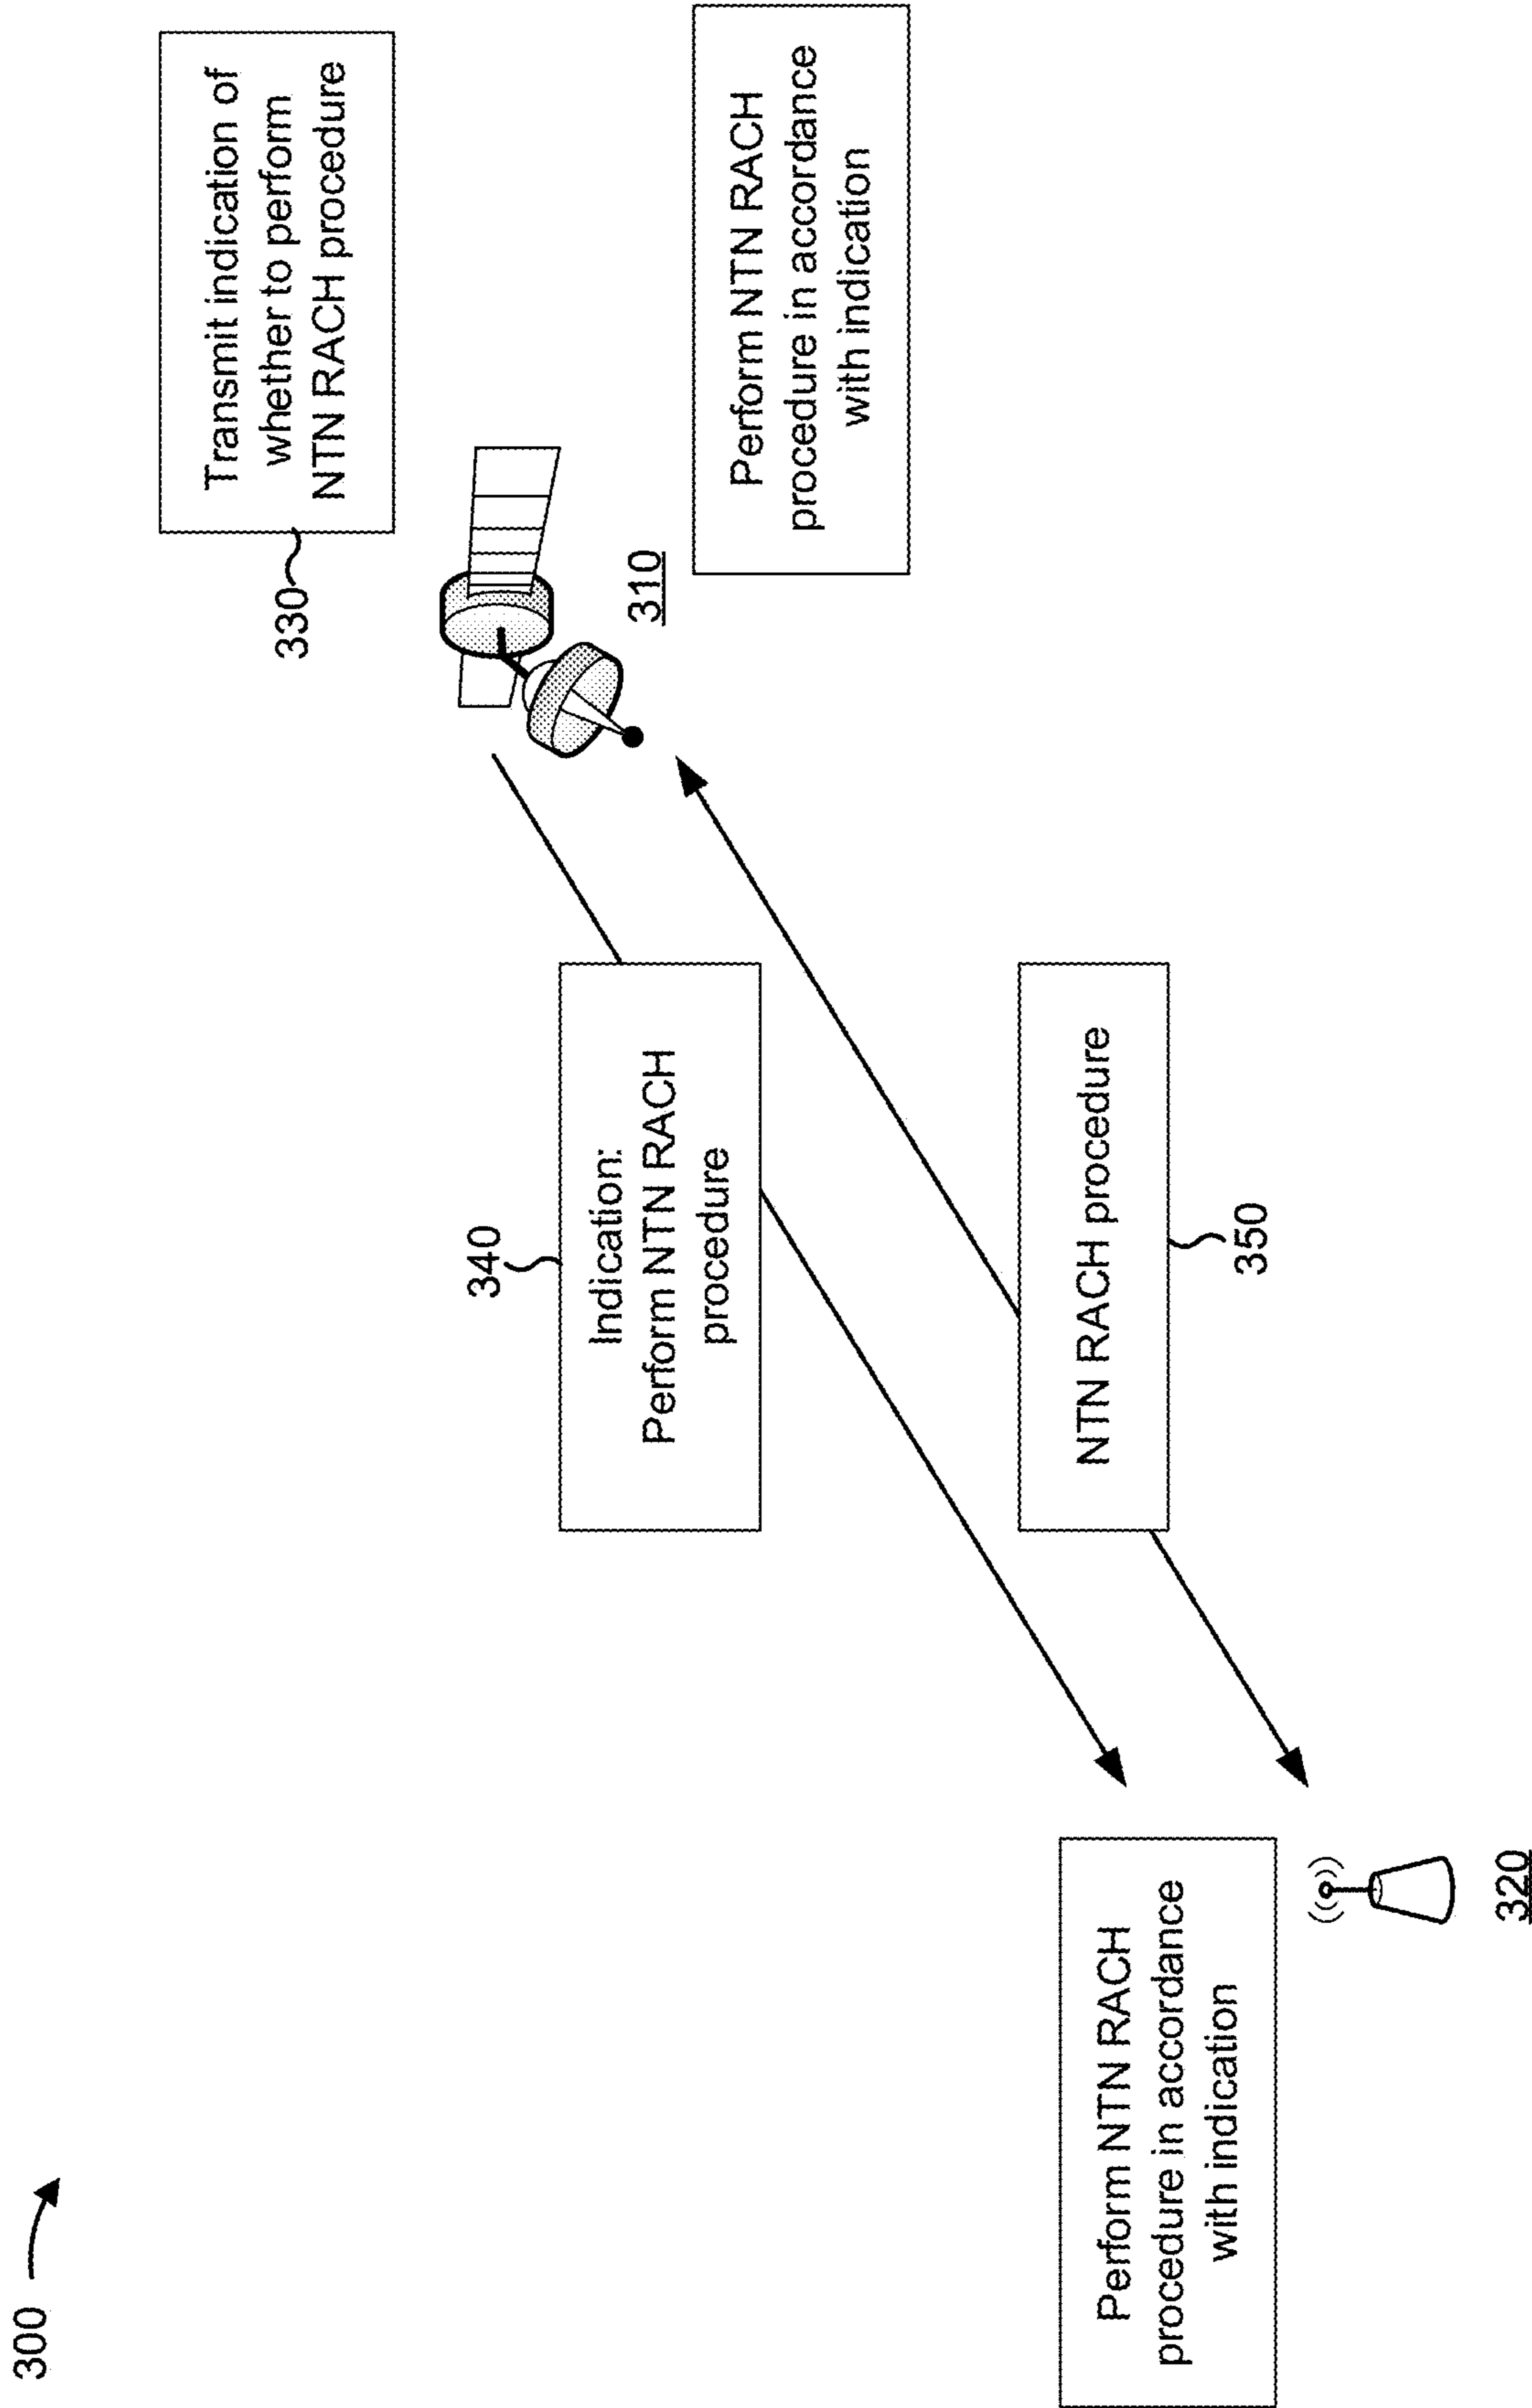 300
Transmit indication of
whether to perform
NTN RACH procedure
330
310
Perform NTN RACH
procedure in accordance
with indication
340
Indication:
Perform NTN RACH
procedure
NTN RACH procedure
350
Perform NTN RACH
procedure in accordance
with indication
320